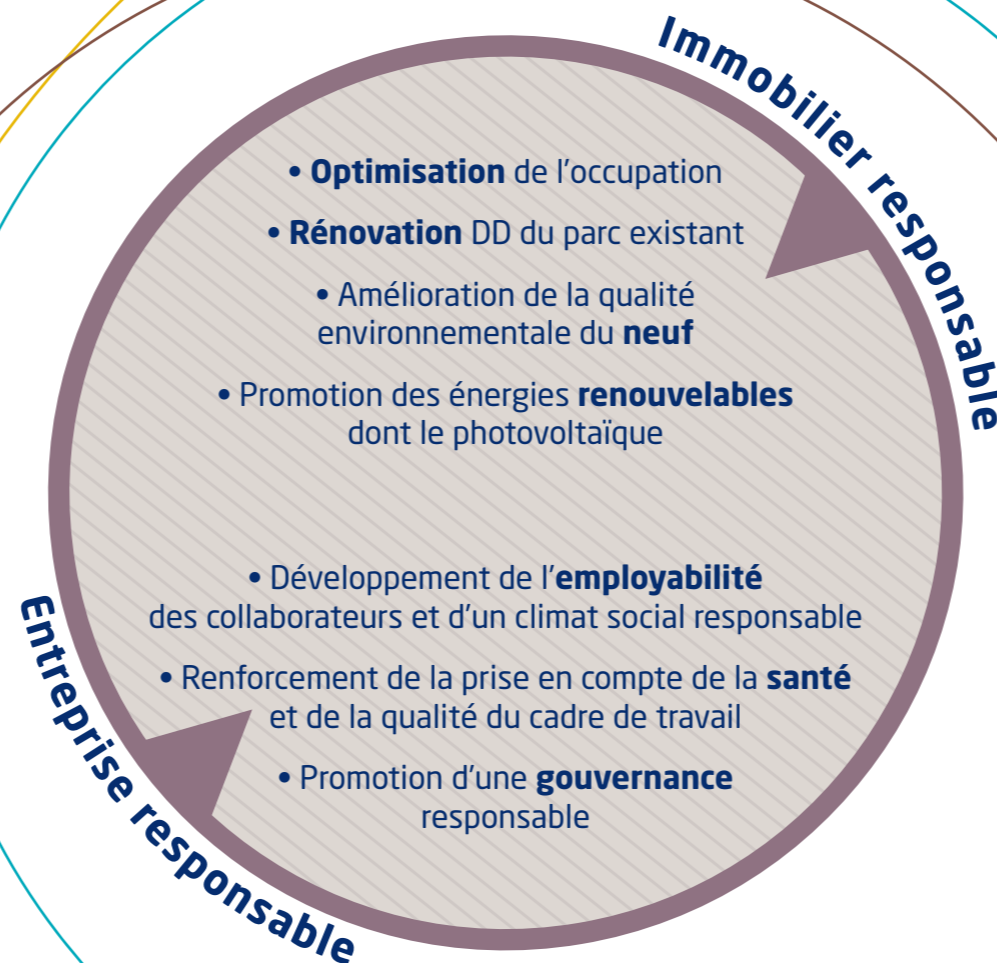 Immobilier responsable
• Optimisation de l'occupation
• Rénovation DD du parc existant
• Amélioration de la qualité
environnementale du neuf
• Promotion des énergies renouvelables
dont le photovoltaïque
• Développement de l'employabilité
des collaborateurs et d'un climat social responsable
• Renforcement de la prise en compte de la santé
et de la qualité du cadre de travail
• Promotion d'une gouvernance
responsable
Entreprise responsable